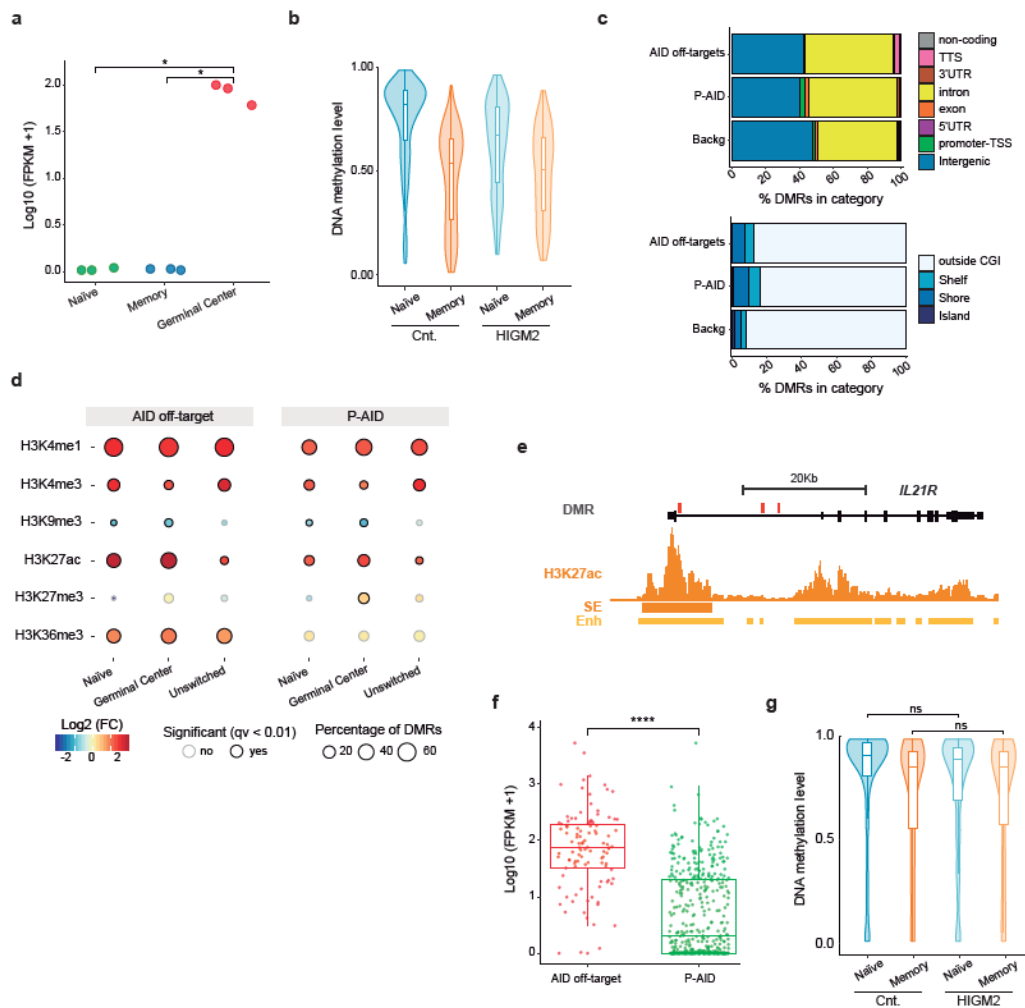 a
Log10 (FPKM +1)
2.0
1.5
1.0
0.5
0.0
*
*
Naïve
Memory
Germinal Center
b
DNA methylation level
1.00
0.50
0.00
Naïve
Memory
Naïve
Memory
Cnt.
HIGM2
c
AID off-targets
P-AID
Backg
0 20 40 60 80 100
% DMRs in category
non-coding
TTS
3'UTR
intron
exon
5'UTR
promoter-TSS
Intergenic
AID off-targets
P-AID
Backg
0 20 40 60 80 100
% DMRs in category
outside CGI
Shelf
Shore
Island
d
AID off-target
P-AID
H3K4me1
H3K4me3
H3K9me3
H3K27ac
H3K27me3
H3K36me3
Naïve
Germinal Center
Unswitched
Naïve
Germinal Center
Unswitched
Log2 (FC)
-2 0 2
Significant (qv < 0.01)
no yes
Percentage of DMRs
20 40 60
e
20Kb
IL21R
DMR
H3K27ac
SE
Enh
f
****
Log10 (FPKM +1)
4
3
2
1
0
AID off-target
P-AID
g
ns
ns
DNA methylation level
1.0
0.5
0.0
Naïve
Memory
Naïve
Memory
Cnt.
HIGM2